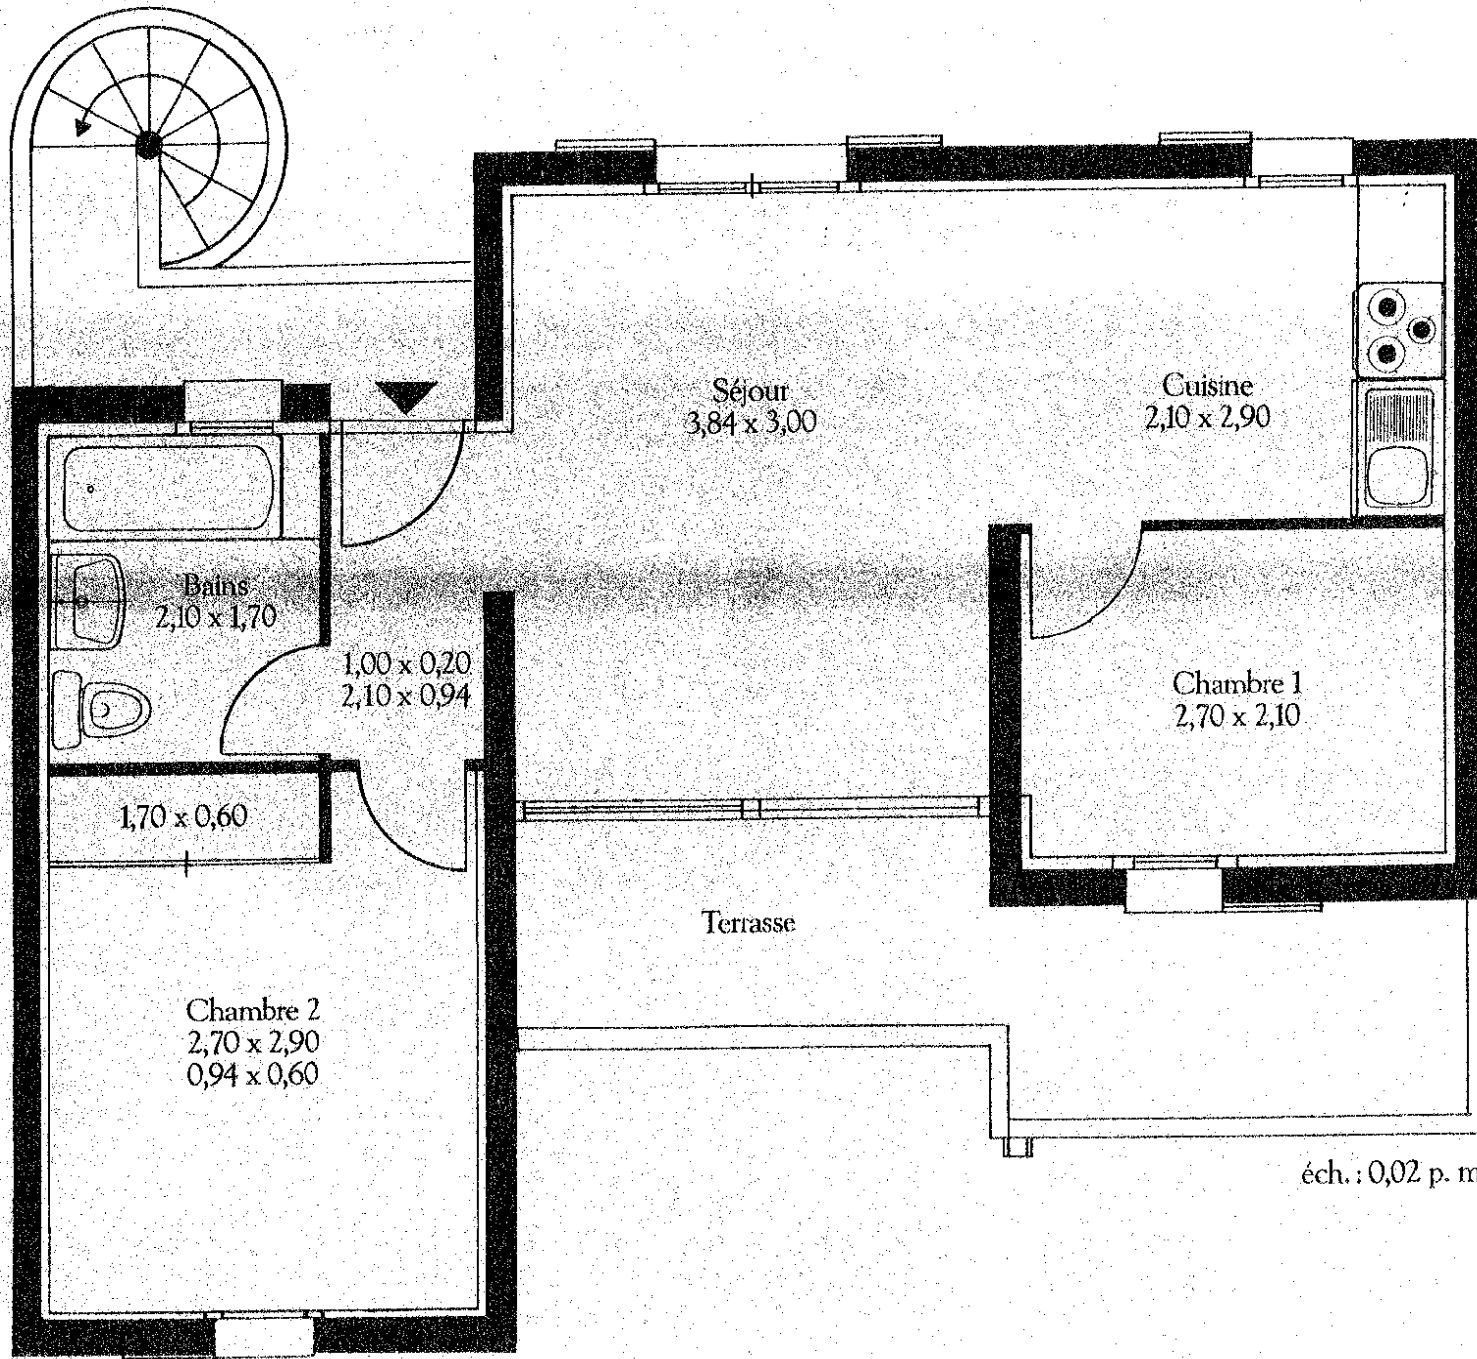 Séjour
3,84 x 3,00
Cuisine
2,10 x 2,90
Bains
2,10 x 1,70
1,00 x 0,20
2,10 x 0,94
Chambre 1
2,70 x 2,10
1,70 x 0,60
Terrasse
Chambre 2
2,70 x 2,90
0,94 x 0,60
éch. : 0,02 p. m